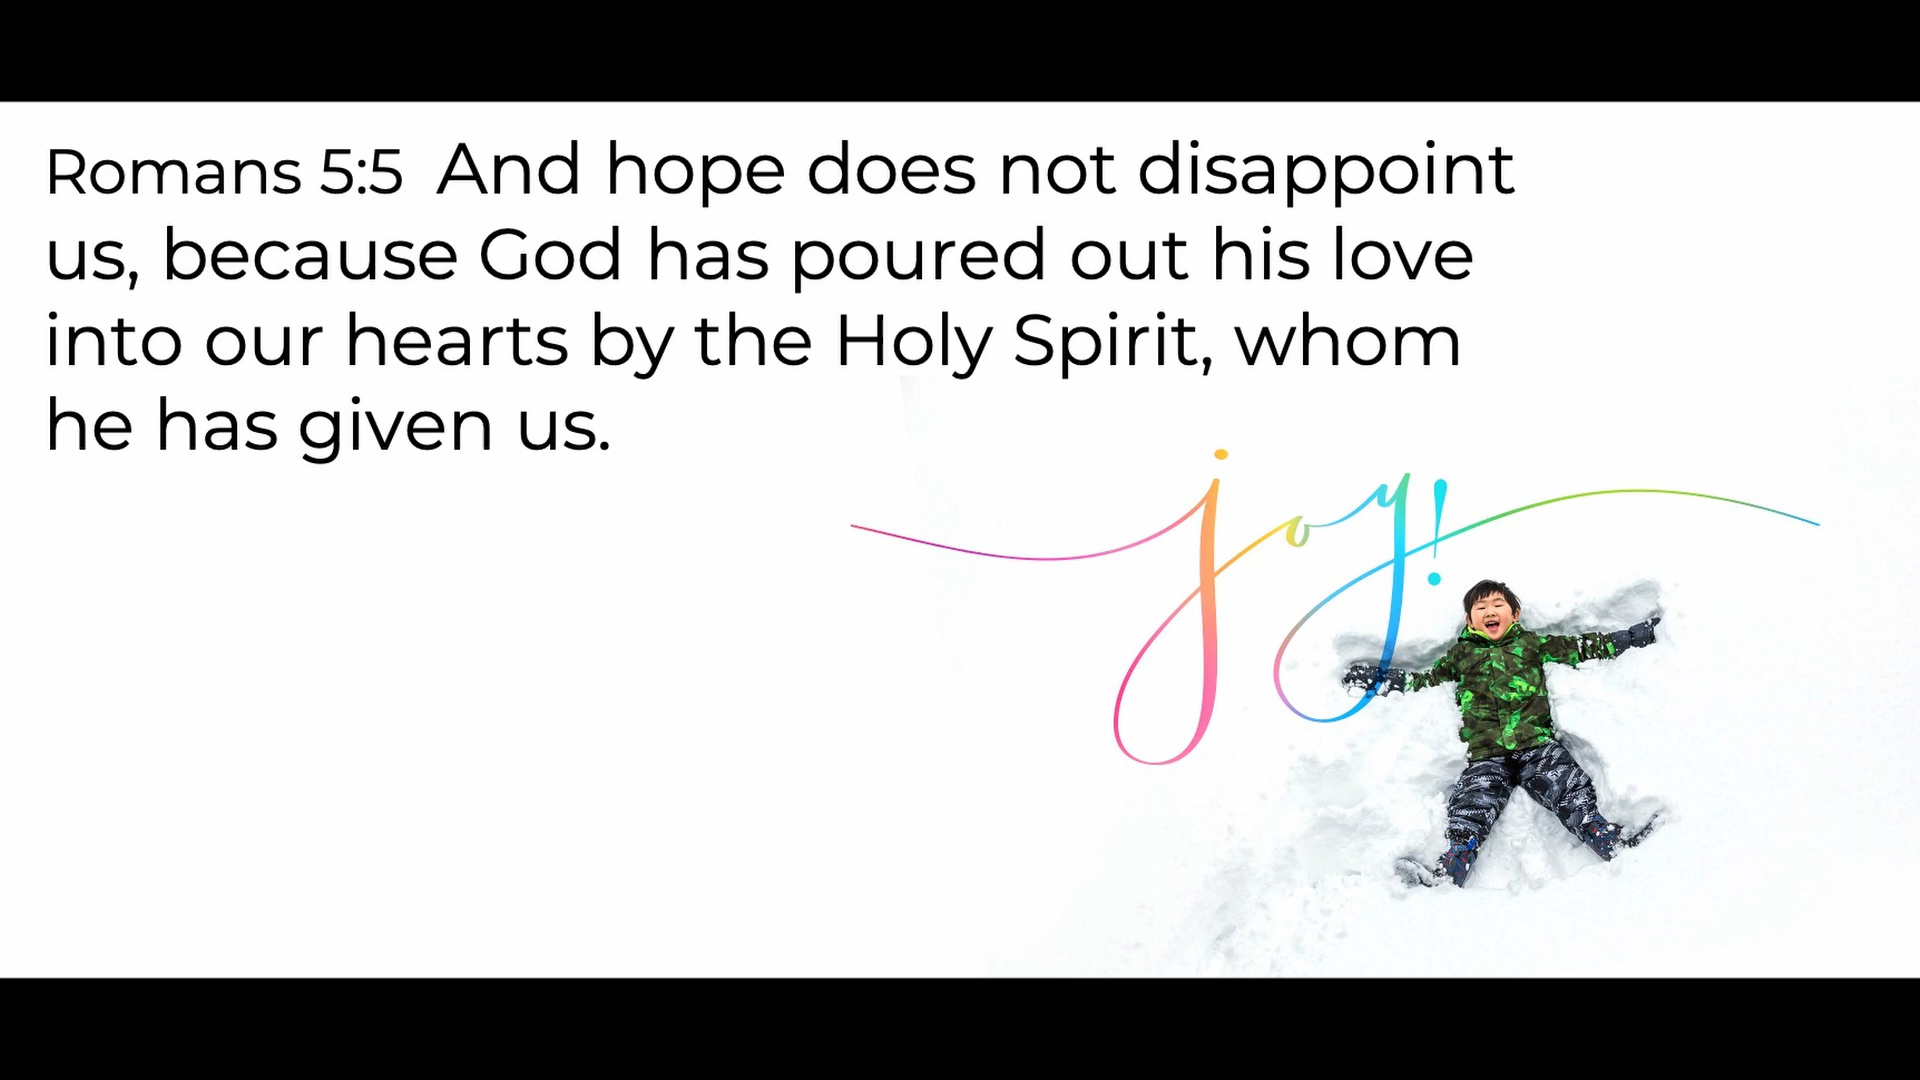 Romans 5:5 And hope does not disappoint
us, because God has poured out his love
into our hearts by the Holy Spirit, whom
he has given us.
joy!